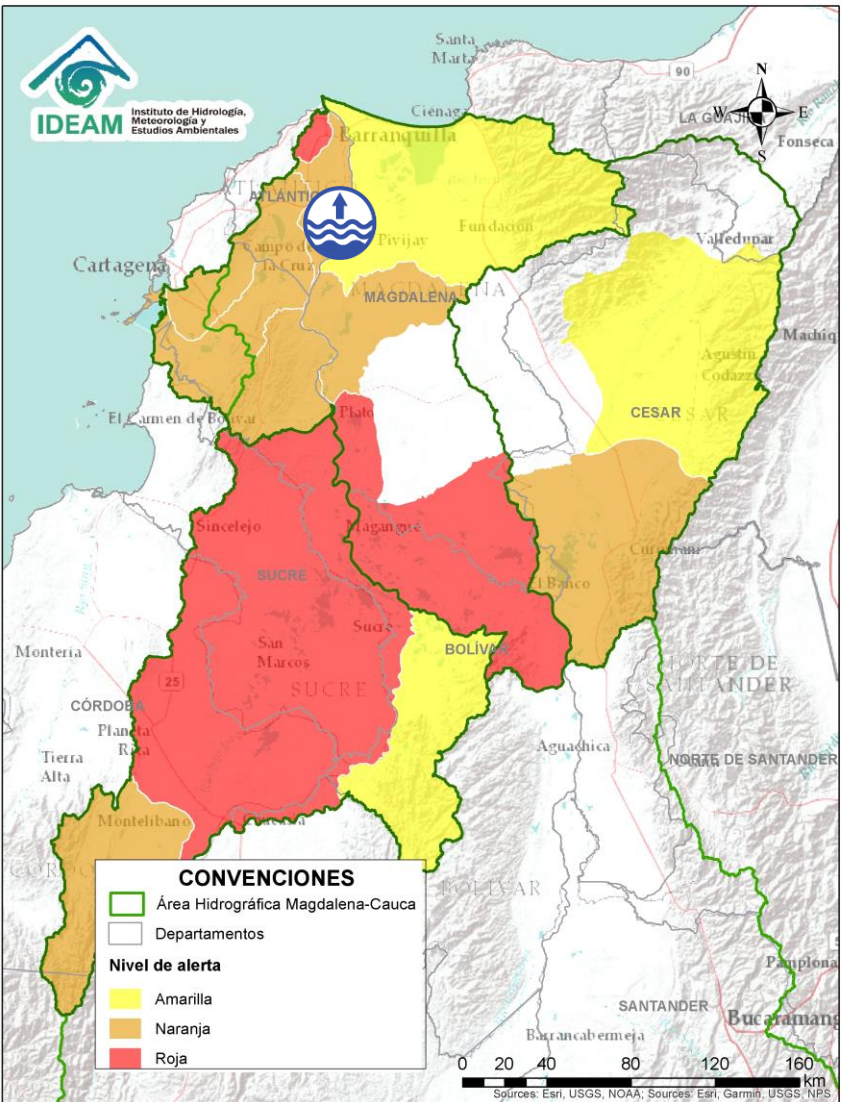 IDEAM
Instituto de Hidrología,
Meteorología y
Estudios Ambientales
Santa
Marta
90
N
W
E
S
LA GUAJIRA
Fonseca
Ciénaga
Barranquilla
ATLÁNTICO
Valledupar
Fundación
Pivijay
Campo de
la Cruz
Cartagena
MAGDALENA
MAGDALENA
Agustín
Codazzi
CESAR
El Carmen de Bolívar
Plato
Sincelejo
Magangué
SUCRE
El Banco
Sucre
San
Marcos
BOLÍVAR
Montería
SUCRE
NORTE DE
SANTANDER
25
CÓRDOBA
Planeta
Rica
Aguachica
NORTE DE SANTANDER
Tierra
Alta
Montelíbano
BOLÍVAR
CONVENCIONES
Área Hidrográfica Magdalena-Cauca
Departamentos
Nivel de alerta
Amarilla
Naranja
Roja
Pamplona
SANTANDER
Bucaramang
Barrancabermeja
0 20 40 80 120 160
km
Sources: Esri, USGS, NOAA; Sources: Esri, Garmin, USGS, NPS